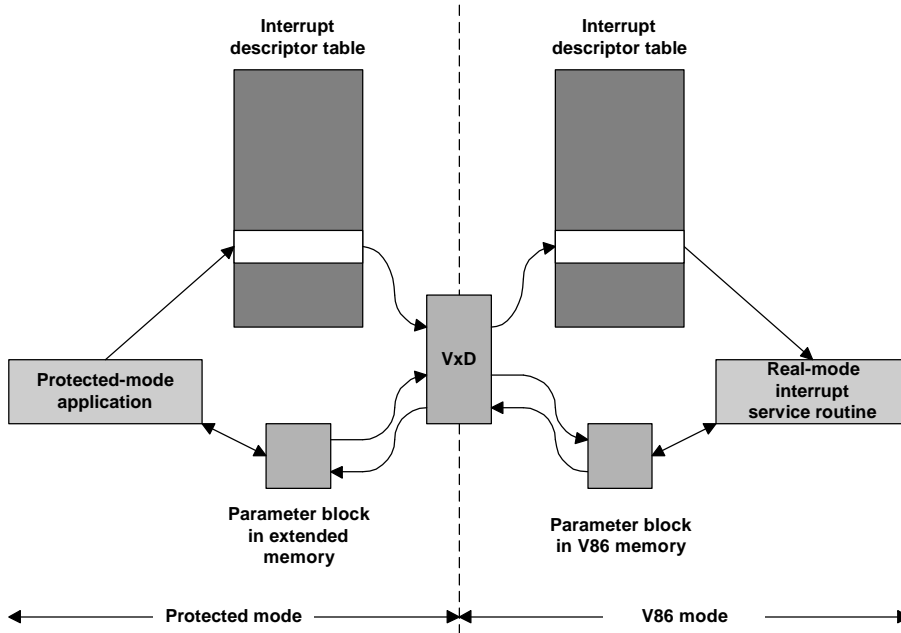 Interrupt
descriptor table
Interrupt
descriptor table
VxD
Protected-mode
application
Real-mode
interrupt
service routine
Parameter block
in extended
memory
Parameter block
in V86 memory
Protected mode
V86 mode